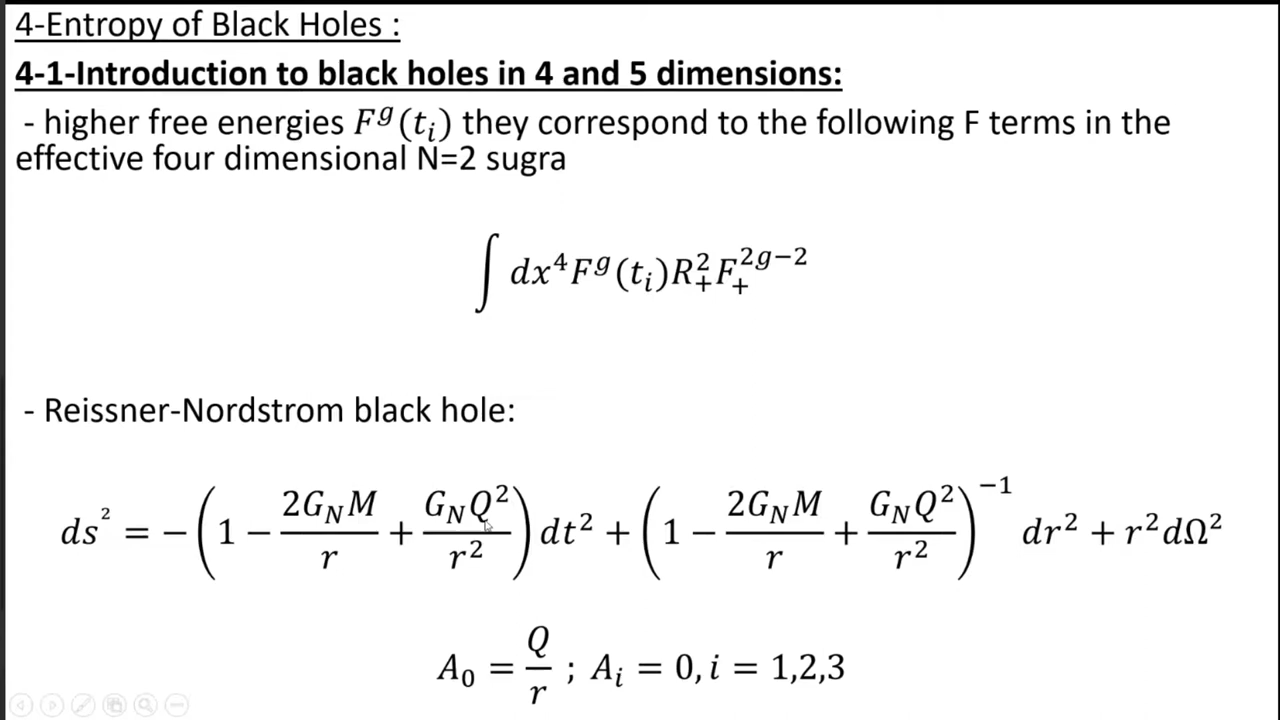 4-Entropy of Black Holes :
4-1-Introduction to black holes in 4 and 5 dimensions:
- higher free energies F^g(t_i) they correspond to the following F terms in the
effective four dimensional N=2 sugra
∫ dx^4 F^g(t_i) R_+^2 F_+^{2g-2}
- Reissner-Nordstrom black hole:
ds^2 = -(1 - 2G_N M / r + G_N Q^2 / r^2) dt^2 + (1 - 2G_N M / r + G_N Q^2 / r^2)^{-1} dr^2 + r^2 dΩ^2
A_0 = Q / r ; A_i = 0, i = 1,2,3